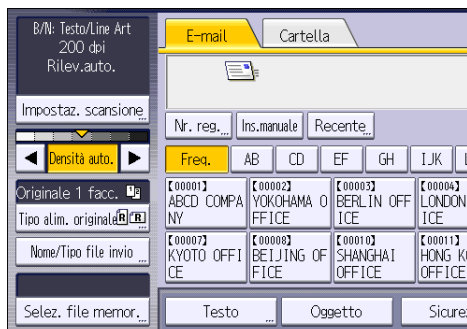 B/N: Testo/Line Art
200 dpi
Rilev.auto.
Impostaz. scansione
Densità auto.
Originale 1 facc.
Tipo alim. originale
Nome/Tipo file invio
Selez. file memor.
E-mail
Cartella
Nr. reg.
Ins.manuale
Recente
Freq.
AB
CD
EF
GH
IJK
[00001]
ABCD COMPA
NY
[00002]
YOKOHAMA O
FFICE
[00003]
BERLIN OFF
ICE
[00004]
LONDON
ICE
[00007]
KYOTO OFFI
CE
[00008]
BEIJING OF
FICE
[00010]
SHANGHAI
OFFICE
[00011]
HONG K
OFFICE
Testo
Oggetto
Sicure